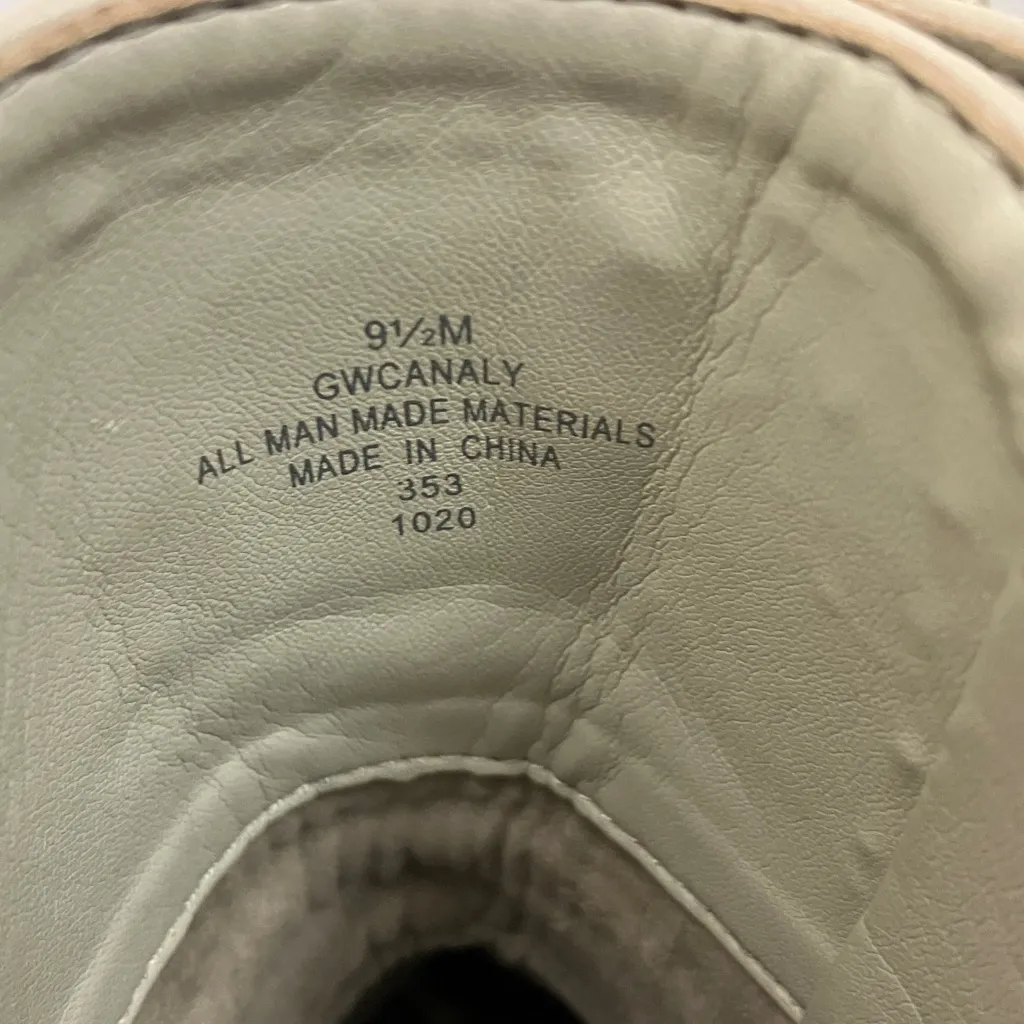 9½M
GWCANALY
ALL MAN MADE MATERIALS
MADE IN CHINA
353
1020